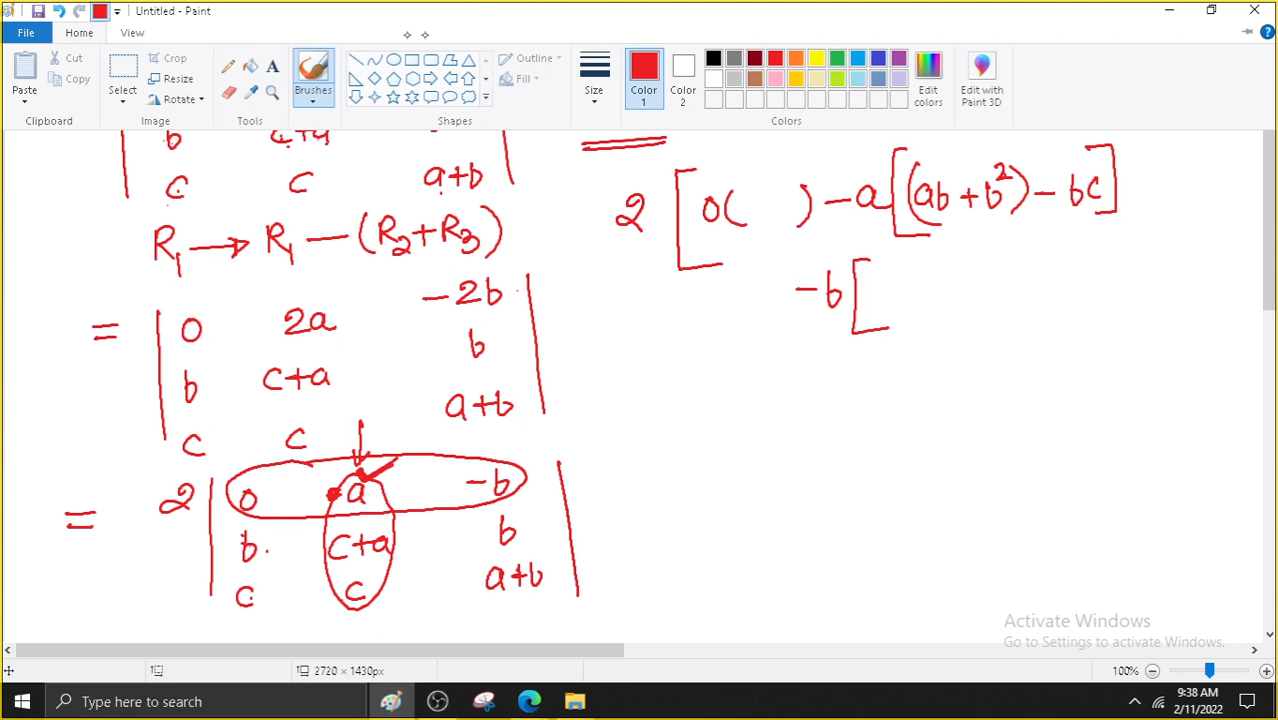 Untitled - Paint
File Home View
Paste Cut Copy Clipboard
Select Crop Resize Rotate Image
Tools
Brushes
Shapes Outline Fill
Size
Color 1 Color 2
Edit colors
Edit with Paint 3D
Colors
b c+a
c c a+b
R₁ → R₁ — (R₂+R₃)
= | 0 2a -2b |
b c+a b
c c a+b
= 2 | 0 a -b |
b c+a b
c c a+b
2 [ 0( ) - a [(ab + b²) - bc]
- b [
Activate Windows
Go to Settings to activate Windows.
2720 × 1430px
100%
Type here to search
9:38 AM
2/11/2022